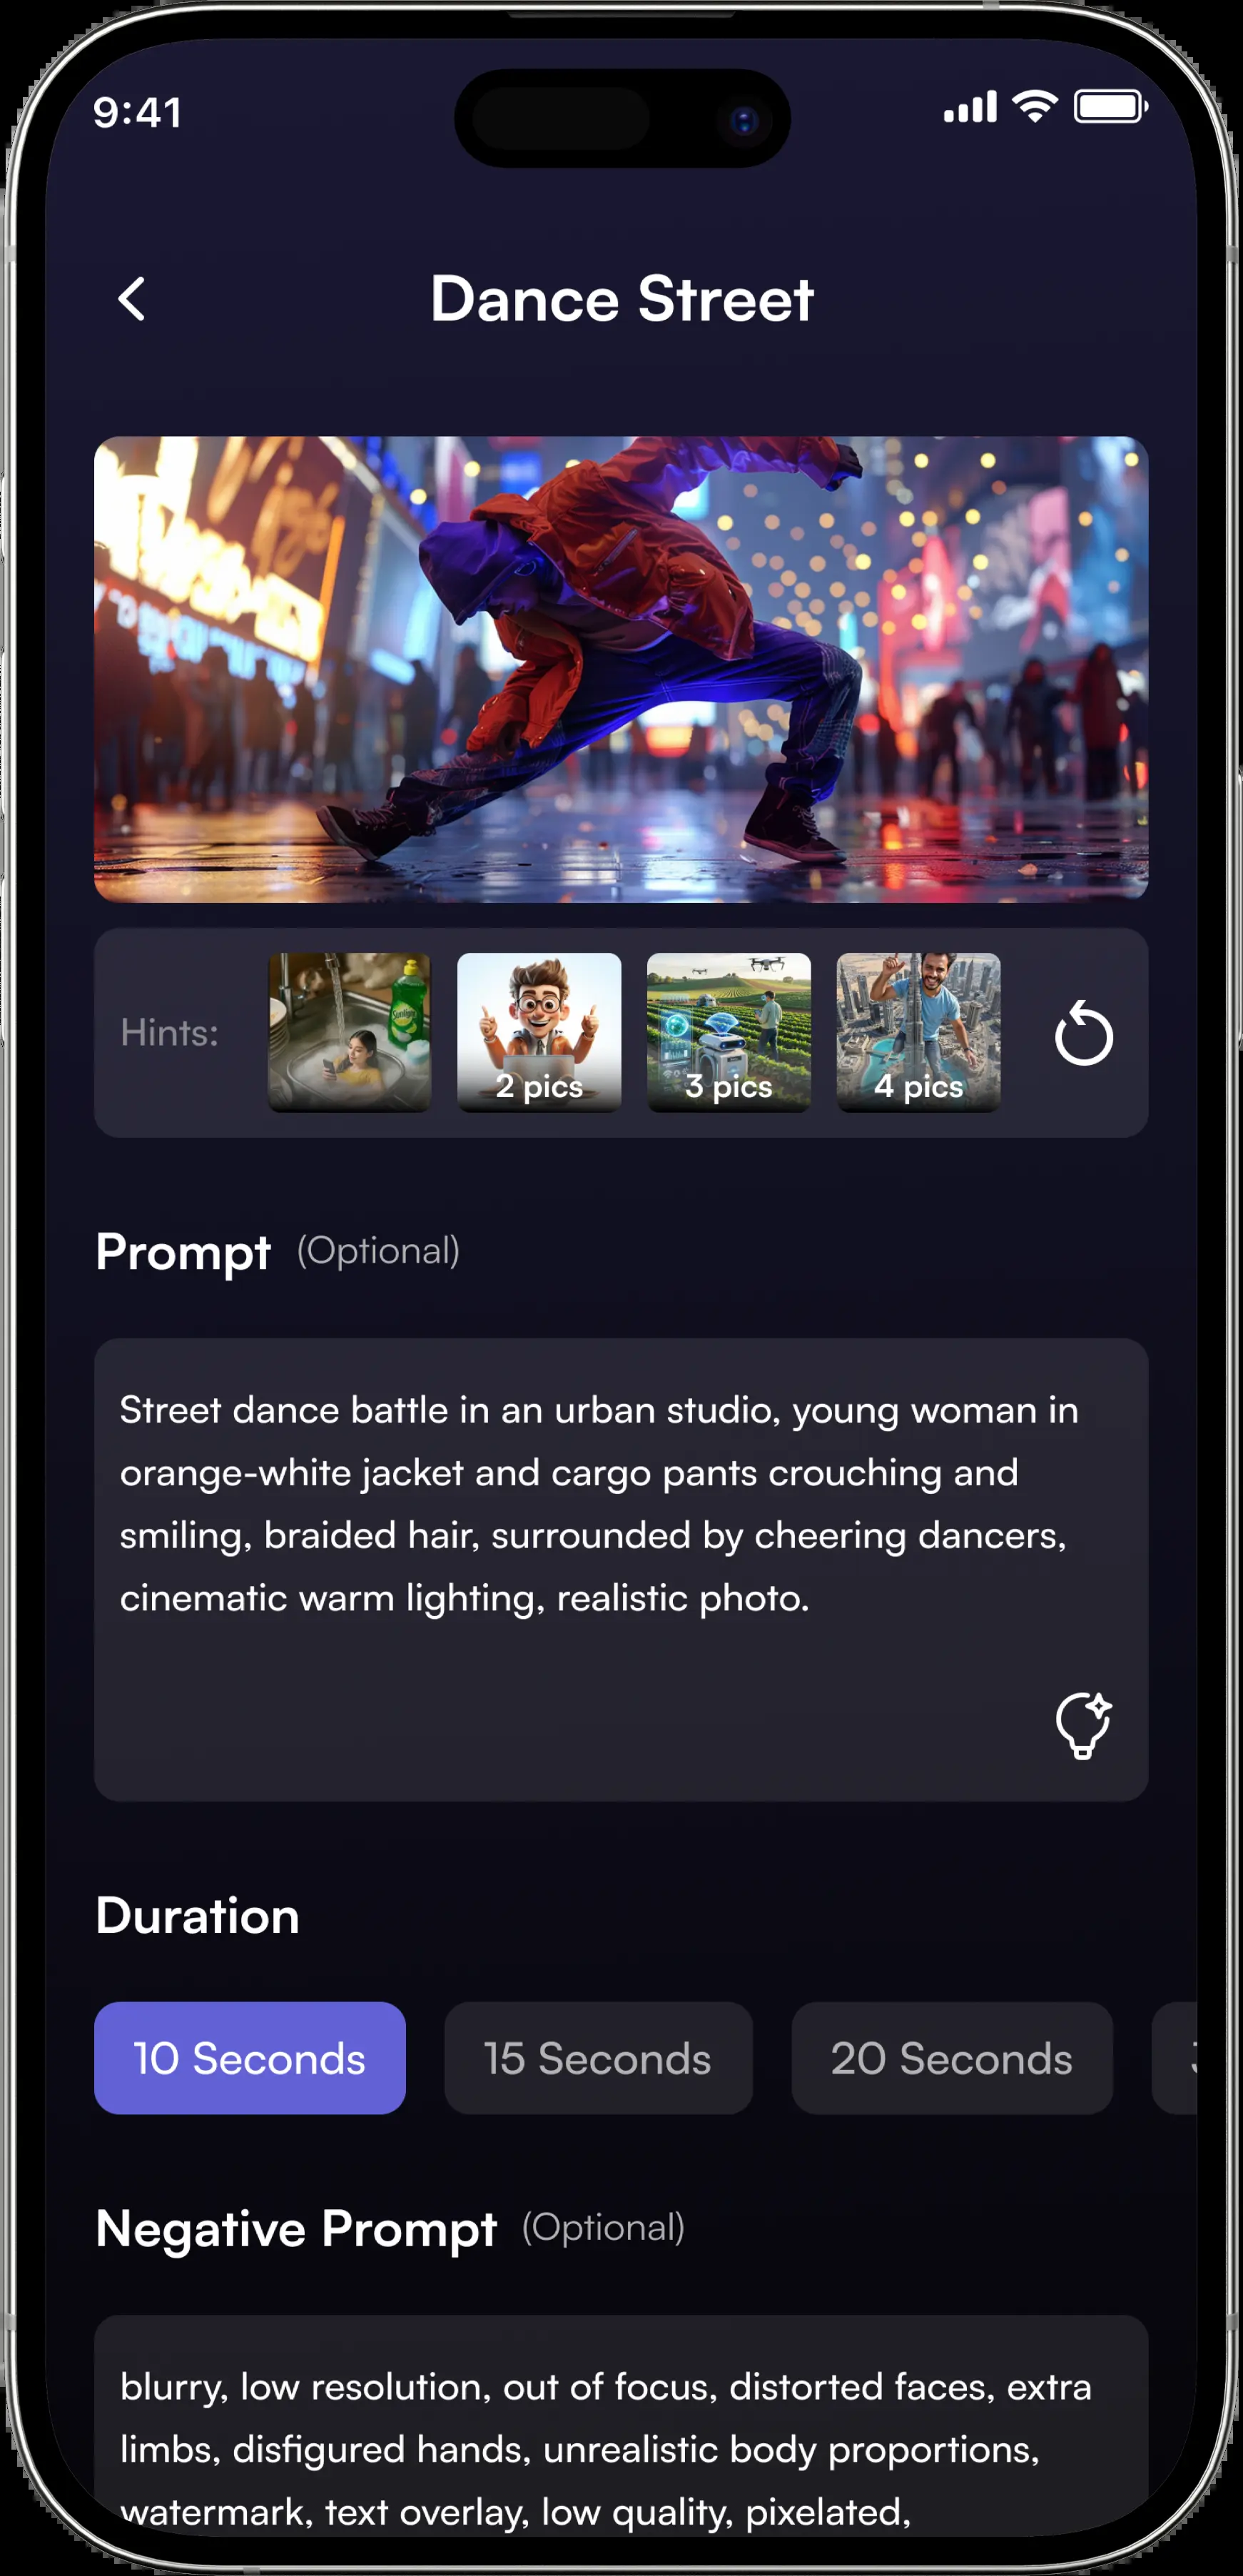 9:41
Dance Street
Hints:
2 pics
3 pics
4 pics
Prompt (Optional)
Street dance battle in an urban studio, young woman in
orange-white jacket and cargo pants crouching and
smiling, braided hair, surrounded by cheering dancers,
cinematic warm lighting, realistic photo.
Duration
10 Seconds
15 Seconds
20 Seconds
Negative Prompt (Optional)
blurry, low resolution, out of focus, distorted faces, extra
limbs, disfigured hands, unrealistic body proportions,
watermark, text overlay, low quality, pixelated,